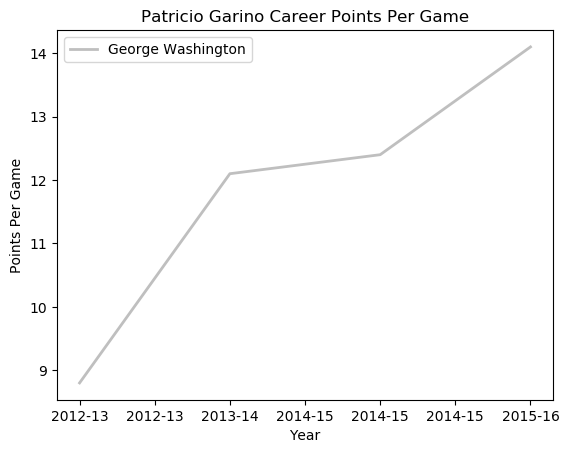 Patricio Garino Career Points Per Game
George Washington
14
13
12
11
10
9
Points Per Game
2012-13 2012-13 2013-14 2014-15 2014-15 2014-15 2015-16
Year